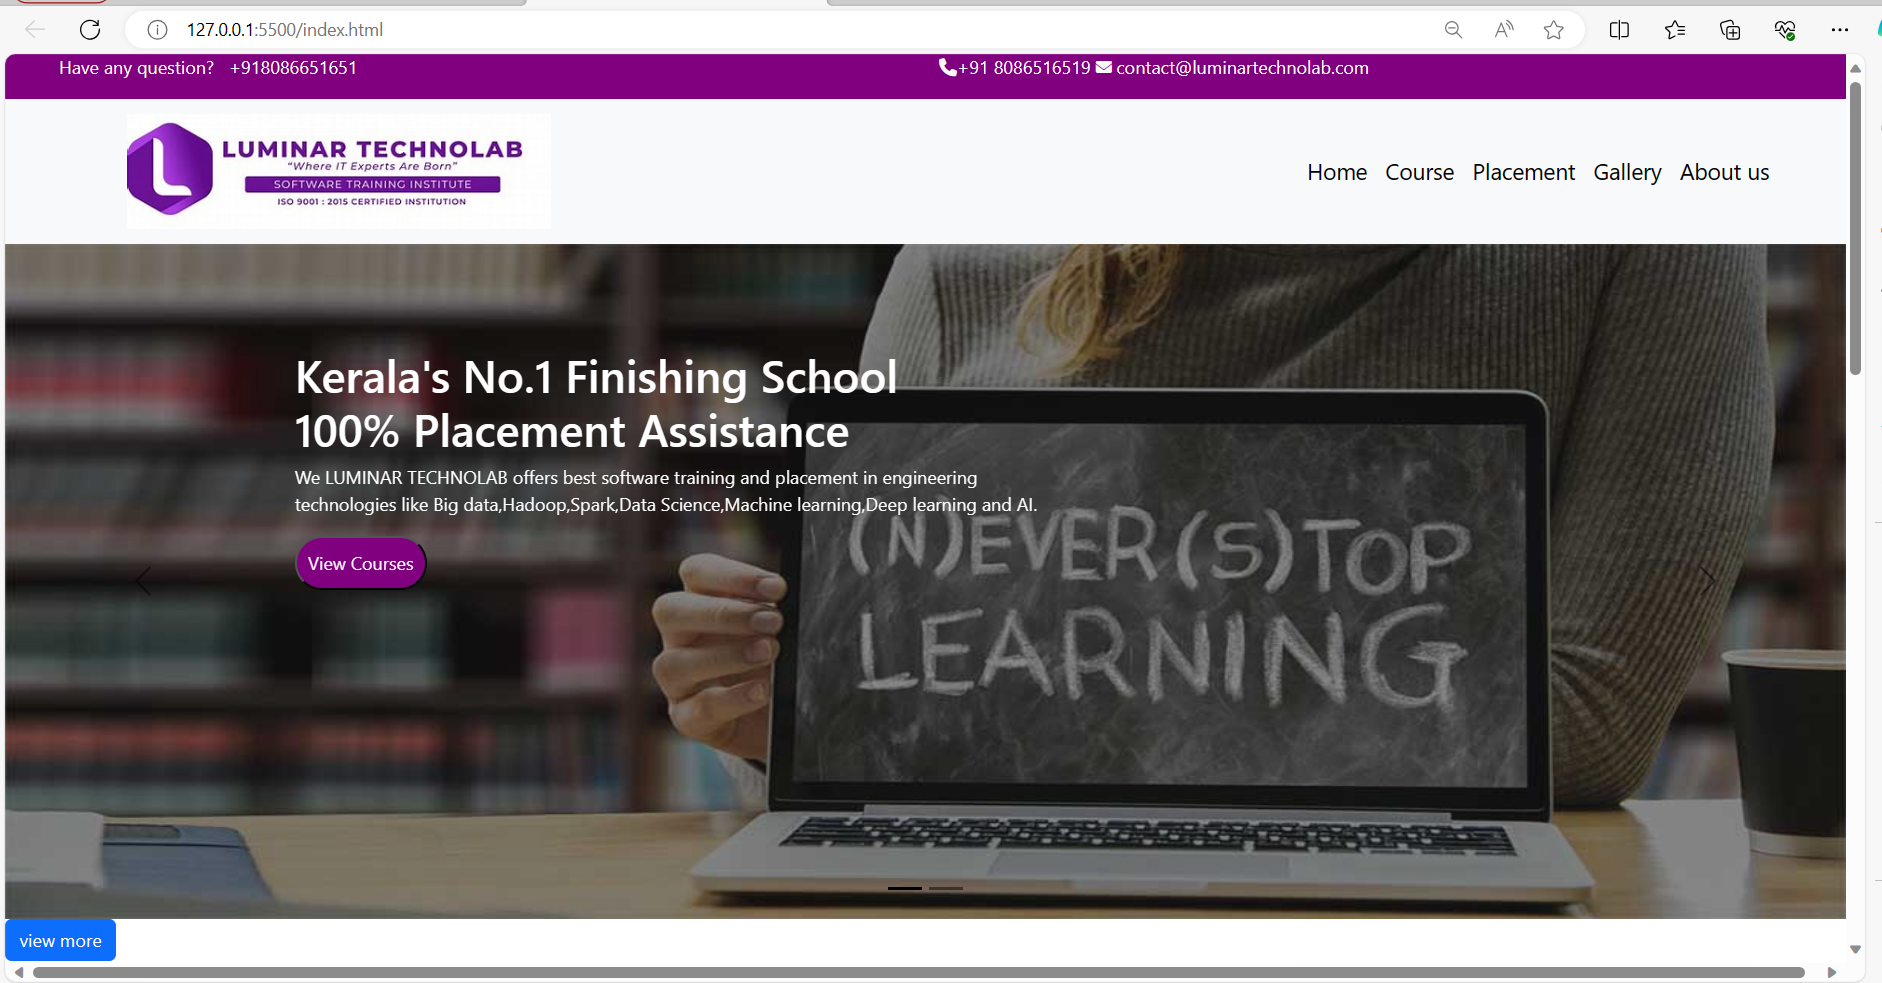 127.0.0.1:5500/index.html
Have any question? +918086651651
+91 8086516519 contact@luminartechnolab.com
LUMINAR TECHNOLAB
"Where IT Experts Are Born"
SOFTWARE TRAINING INSTITUTE
ISO 9001 : 2015 CERTIFIED INSTITUTION
Home Course Placement Gallery About us
Kerala's No.1 Finishing School
100% Placement Assistance
We LUMINAR TECHNOLAB offers best software training and placement in engineering
technologies like Big data,Hadoop,Spark,Data Science,Machine learning,Deep learning and AI.
View Courses
(N)EVER (S)TOP
LEARNING
view more